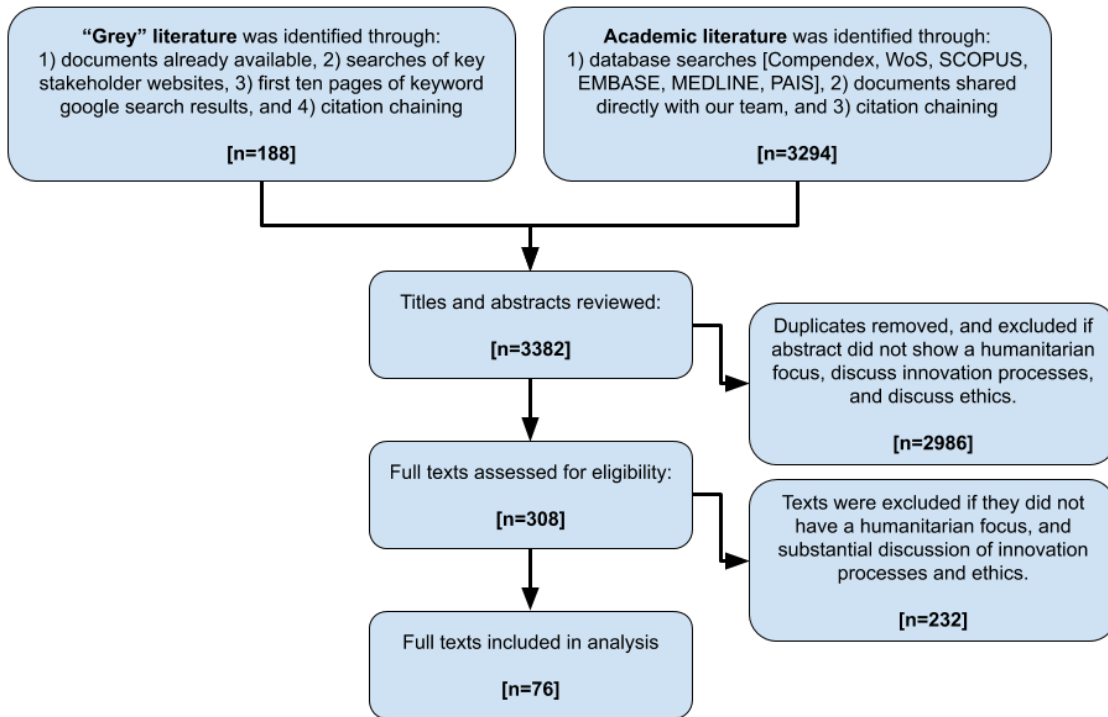 “Grey” literature was identified through:
1) documents already available, 2) searches of key
stakeholder websites, 3) first ten pages of keyword
google search results, and 4) citation chaining
[n=188]
Academic literature was identified through:
1) database searches [Compendex, WoS, SCOPUS,
EMBASE, MEDLINE, PAIS], 2) documents shared
directly with our team, and 3) citation chaining
[n=3294]
Titles and abstracts reviewed:
[n=3382]
Duplicates removed, and excluded if
abstract did not show a humanitarian
focus, discuss innovation processes,
and discuss ethics.
[n=2986]
Full texts assessed for eligibility:
[n=308]
Texts were excluded if they did not
have a humanitarian focus, and
substantial discussion of innovation
processes and ethics.
[n=232]
Full texts included in analysis
[n=76]